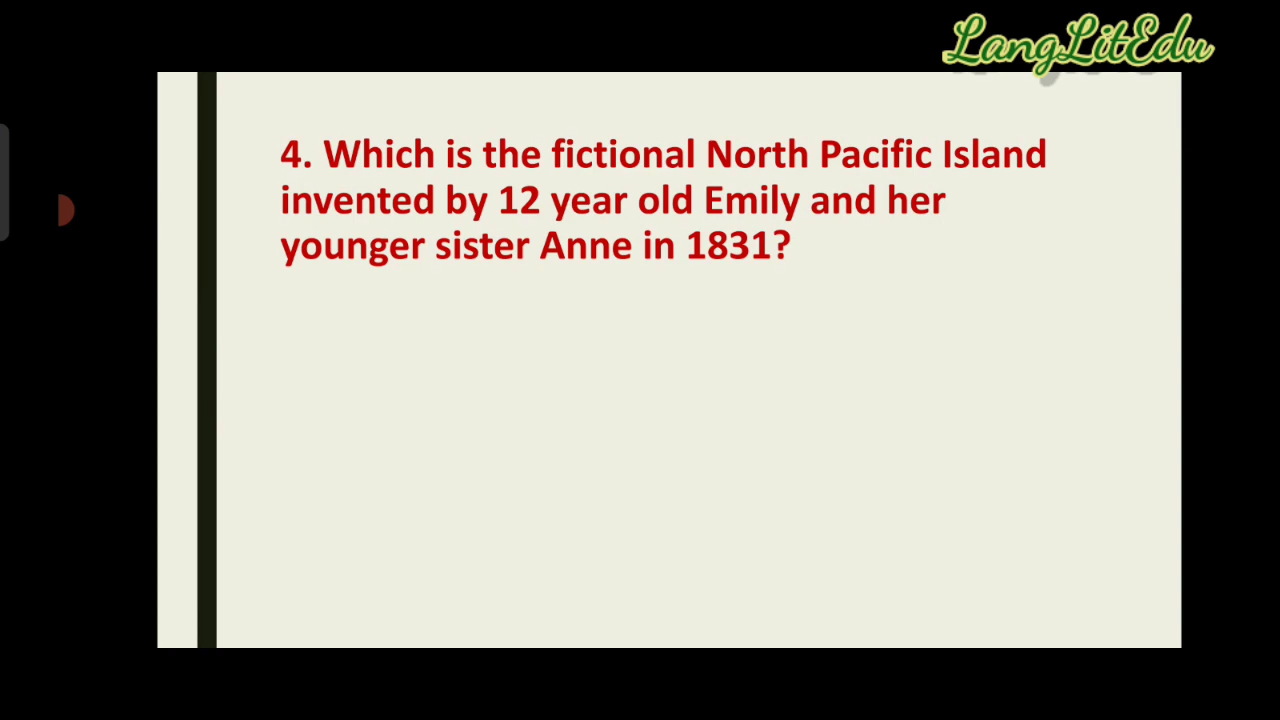 LangLitEdu
4. Which is the fictional North Pacific Island
invented by 12 year old Emily and her
younger sister Anne in 1831?